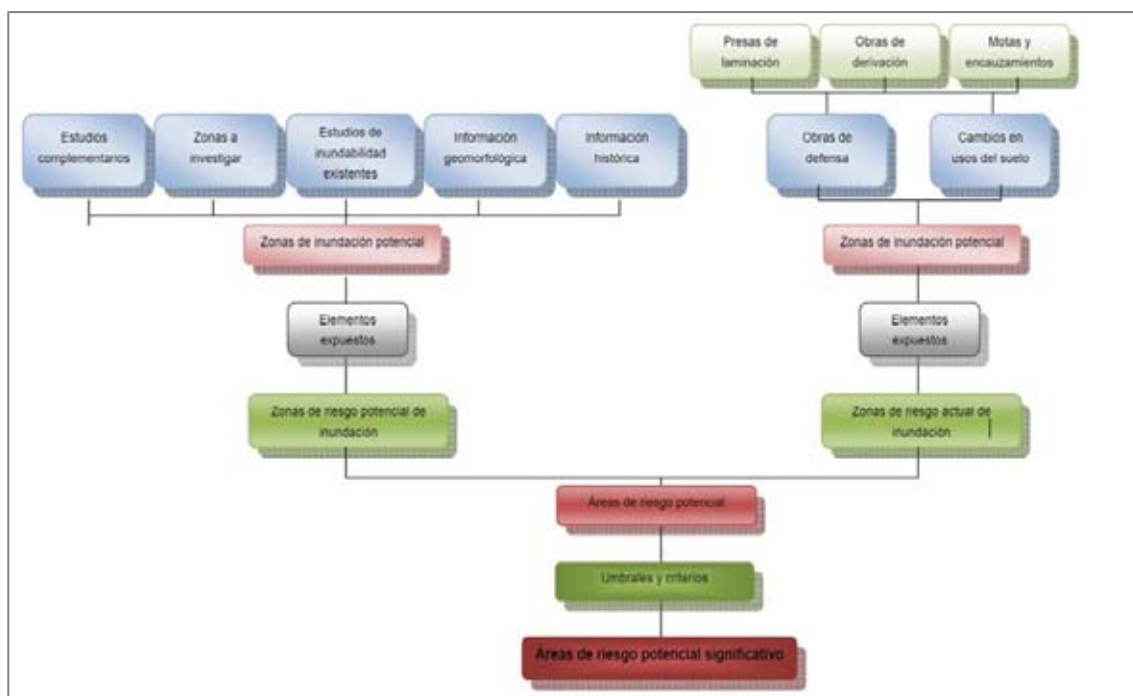 Presas de
laminación
Obras de
derivación
Motas y
encauzamientos
Estudios
complementarios
Zonas a
investigar
Estudios de
inundabilidad
existentes
Información
geomorfológica
Información
histórica
Obras de
defensa
Cambios en
usos del suelo
Zonas de inundación potencial
Zonas de inundación potencial
Elementos
expuestos
Elementos
expuestos
Zonas de riesgo potencial de
inundación
Zonas de riesgo actual de
inundación
Áreas de riesgo potencial
Umbrales y criterios
Áreas de riesgo potencial significativo